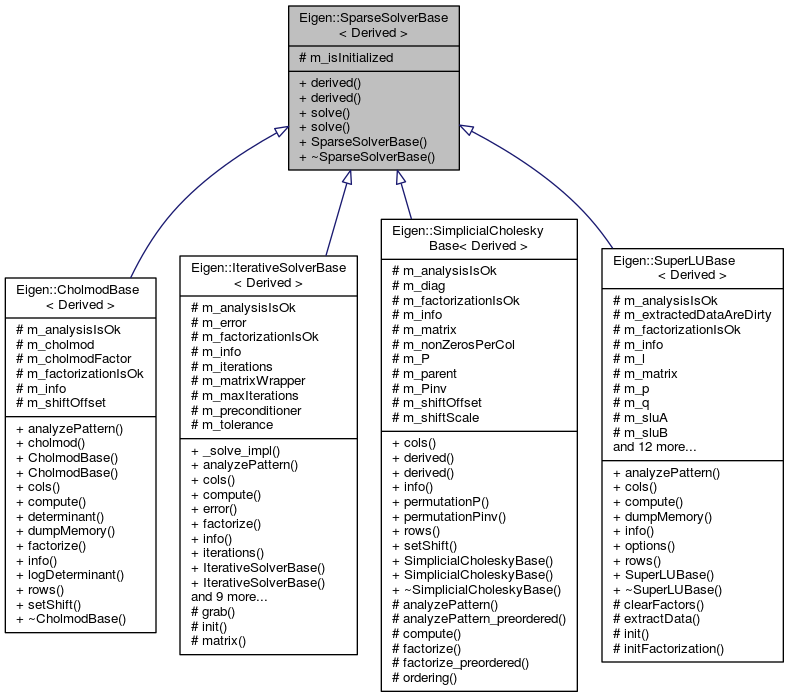 Eigen::SparseSolverBase
< Derived >
# m_isInitialized
+ derived()
+ derived()
+ solve()
+ solve()
+ SparseSolverBase()
+ ~SparseSolverBase()
Eigen::CholmodBase
< Derived >
# m_analysisIsOk
# m_cholmod
# m_cholmodFactor
# m_factorizationIsOk
# m_info
# m_shiftOffset
+ analyzePattern()
+ cholmod()
+ CholmodBase()
+ CholmodBase()
+ cols()
+ compute()
+ determinant()
+ dumpMemory()
+ factorize()
+ info()
+ logDeterminant()
+ rows()
+ setShift()
+ ~CholmodBase()
Eigen::IterativeSolverBase
< Derived >
# m_analysisIsOk
# m_error
# m_factorizationIsOk
# m_info
# m_iterations
# m_matrixWrapper
# m_maxIterations
# m_preconditioner
# m_tolerance
+ _solve_impl()
+ analyzePattern()
+ cols()
+ compute()
+ error()
+ factorize()
+ info()
+ iterations()
+ IterativeSolverBase()
+ IterativeSolverBase()
and 9 more...
# grab()
# init()
# matrix()
Eigen::SimplicialCholesky
Base< Derived >
# m_analysisIsOk
# m_diag
# m_factorizationIsOk
# m_info
# m_matrix
# m_nonZerosPerCol
# m_P
# m_parent
# m_Pinv
# m_shiftOffset
# m_shiftScale
+ cols()
+ derived()
+ derived()
+ info()
+ permutationP()
+ permutationPinv()
+ rows()
+ setShift()
+ SimplicialCholeskyBase()
+ SimplicialCholeskyBase()
+ ~SimplicialCholeskyBase()
# analyzePattern()
# analyzePattern_preordered()
# compute()
# factorize()
# factorize_preordered()
# ordering()
Eigen::SuperLUBase
< Derived >
# m_analysisIsOk
# m_extractedDataAreDirty
# m_factorizationIsOk
# m_info
# m_l
# m_matrix
# m_p
# m_q
# m_sluA
# m_sluB
and 12 more...
+ analyzePattern()
+ cols()
+ compute()
+ dumpMemory()
+ info()
+ options()
+ rows()
+ SuperLUBase()
+ ~SuperLUBase()
# clearFactors()
# extractData()
# init()
# initFactorization()